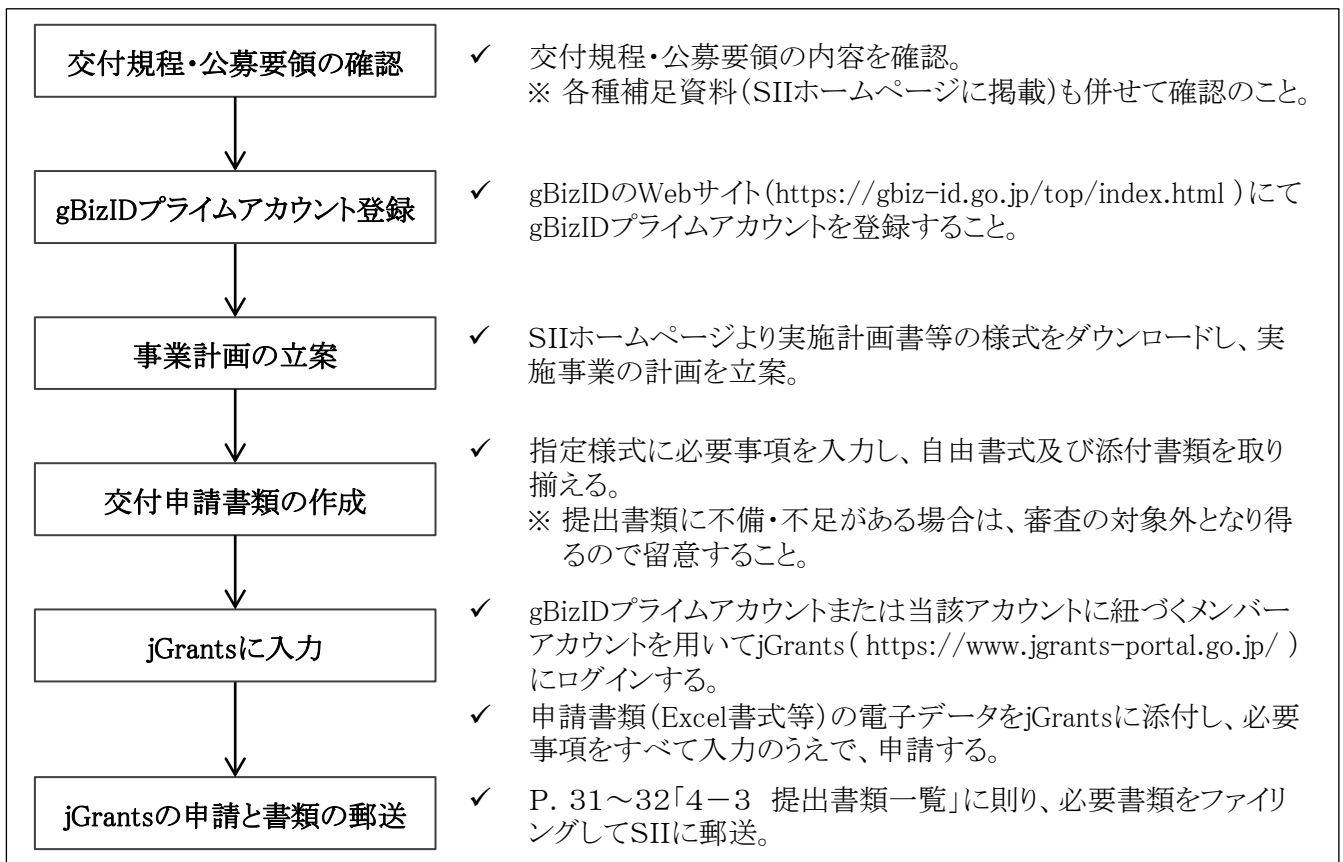 交付規程・公募要領の確認
✓ 交付規程・公募要領の内容を確認。
※ 各種補足資料(SIIホームページに掲載)も併せて確認のこと。
gBizIDプライムアカウント登録
✓ gBizIDのWebサイト(https://gbiz-id.go.jp/top/index.html )にて
gBizIDプライムアカウントを登録すること。
事業計画の立案
✓ SIIホームページより実施計画書等の様式をダウンロードし、実
施事業の計画を立案。
交付申請書類の作成
✓ 指定様式に必要事項を入力し、自由書式及び添付書類を取り
揃える。
※ 提出書類に不備・不足がある場合は、審査の対象外となり得
るので留意すること。
jGrantsに入力
✓ gBizIDプライムアカウントまたは当該アカウントに紐づくメンバー
アカウントを用いてjGrants( https://www.jgrants-portal.go.jp/ )
にログインする。
✓ 申請書類(Excel書式等)の電子データをjGrantsに添付し、必要
事項をすべて入力のうえで、申請する。
jGrantsの申請と書類の郵送
✓ P. 31~32「4-3 提出書類一覧」に則り、必要書類をファイリ
ングしてSIIに郵送。